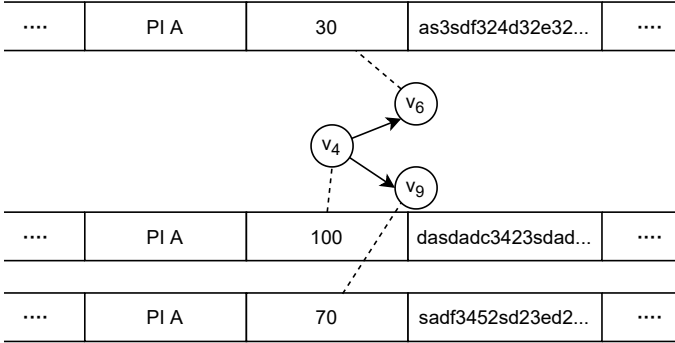 .... PI A 30 as3sdf324d32e32... ....
v6
v4
v9
.... PI A 100 dasdadc3423sdad... ....
.... PI A 70 sadf3452sd23ed2... ....